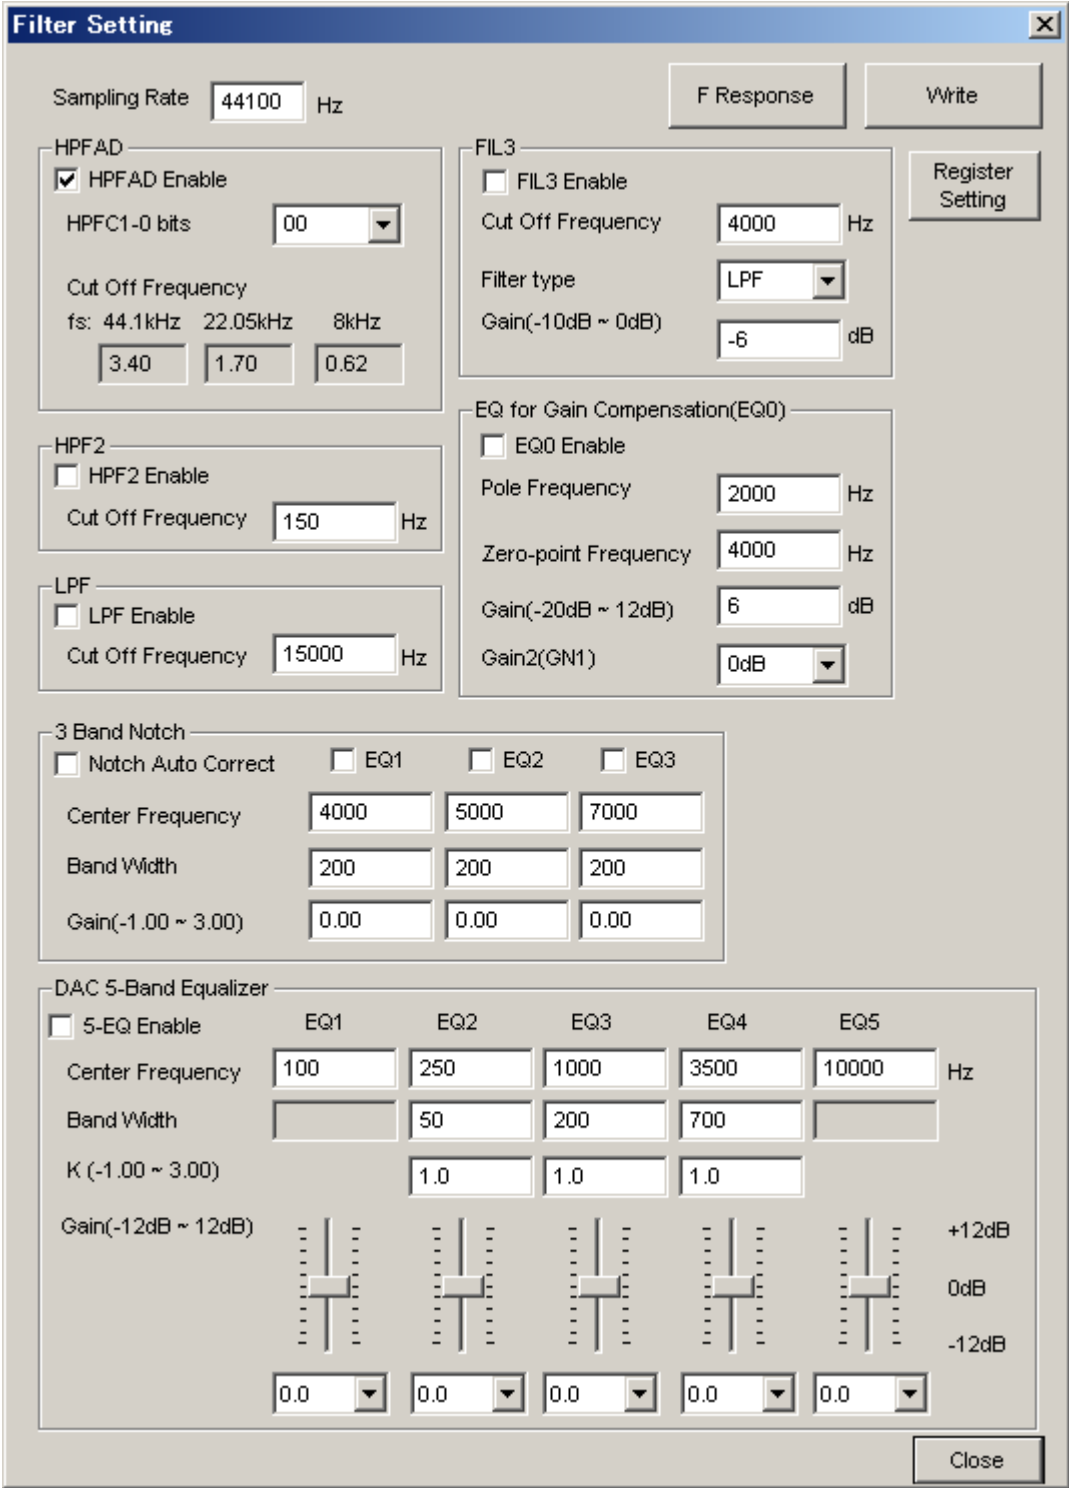 Filter Setting
Sampling Rate 44100 Hz
F Response
Write
Register
Setting
HPFAD
HPFAD Enable
HPFC1-0 bits 00
Cut Off Frequency
fs: 44.1kHz 22.05kHz 8kHz
3.40 1.70 0.62
FIL3
FIL3 Enable
Cut Off Frequency 4000 Hz
Filter type LPF
Gain(-10dB ~ 0dB) -6 dB
HPF2
HPF2 Enable
Cut Off Frequency 150 Hz
LPF
LPF Enable
Cut Off Frequency 15000 Hz
EQ for Gain Compensation(EQ0)
EQ0 Enable
Pole Frequency 2000 Hz
Zero-point Frequency 4000 Hz
Gain(-20dB ~ 12dB) 6 dB
Gain2(GN1) 0dB
3 Band Notch
Notch Auto Correct EQ1 EQ2 EQ3
Center Frequency 4000 5000 7000
Band Width 200 200 200
Gain(-1.00 ~ 3.00) 0.00 0.00 0.00
DAC 5-Band Equalizer
5-EQ Enable EQ1 EQ2 EQ3 EQ4 EQ5
Center Frequency 100 250 1000 3500 10000 Hz
Band Width 50 200 700
K (-1.00 ~ 3.00) 1.0 1.0 1.0
Gain(-12dB ~ 12dB) +12dB
0dB
-12dB
0.0 0.0 0.0 0.0 0.0
Close